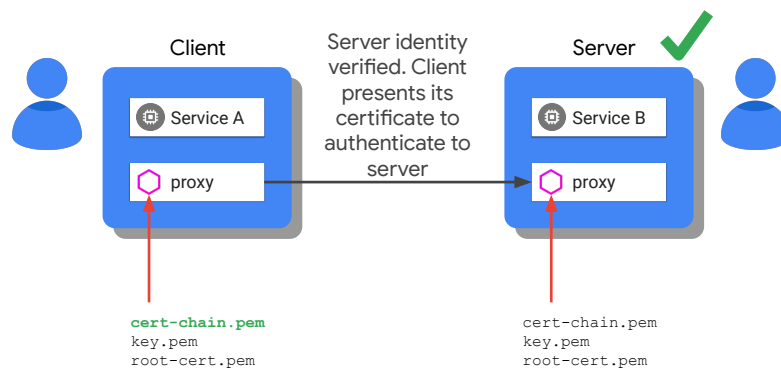 Client
Server identity
verified. Client
presents its
certificate to
authenticate to
server
Server
Service A
proxy
Service B
proxy
cert-chain.pem
key.pem
root-cert.pem
cert-chain.pem
key.pem
root-cert.pem